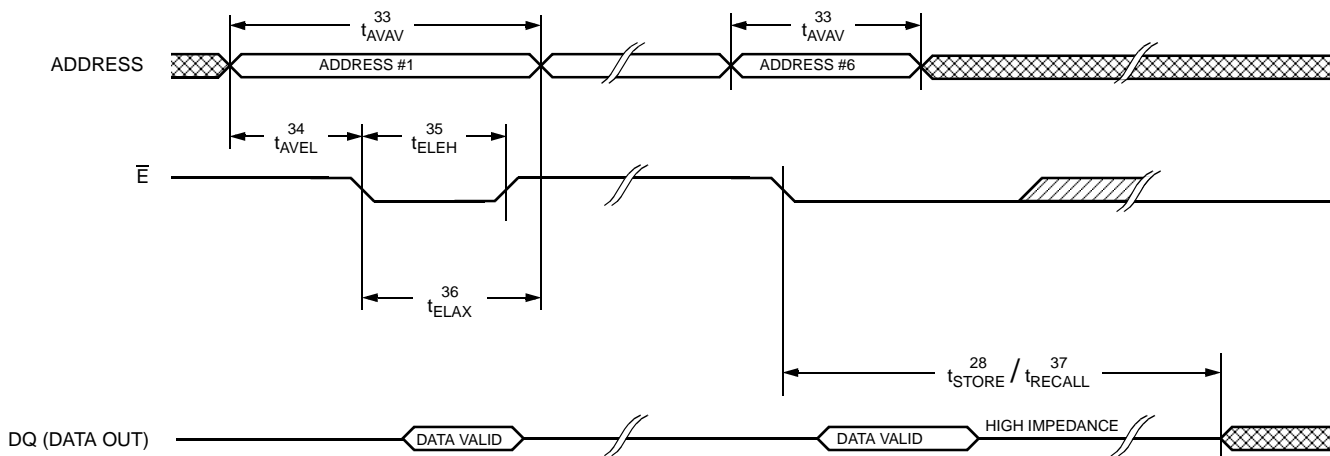 33
tAVAV
33
tAVAV
ADDRESS
ADDRESS #1
ADDRESS #6
34
tAVEL
35
tELEH
E
36
tELAX
28 37
tSTORE / tRECALL
DQ (DATA OUT)
DATA VALID
DATA VALID
HIGH IMPEDANCE